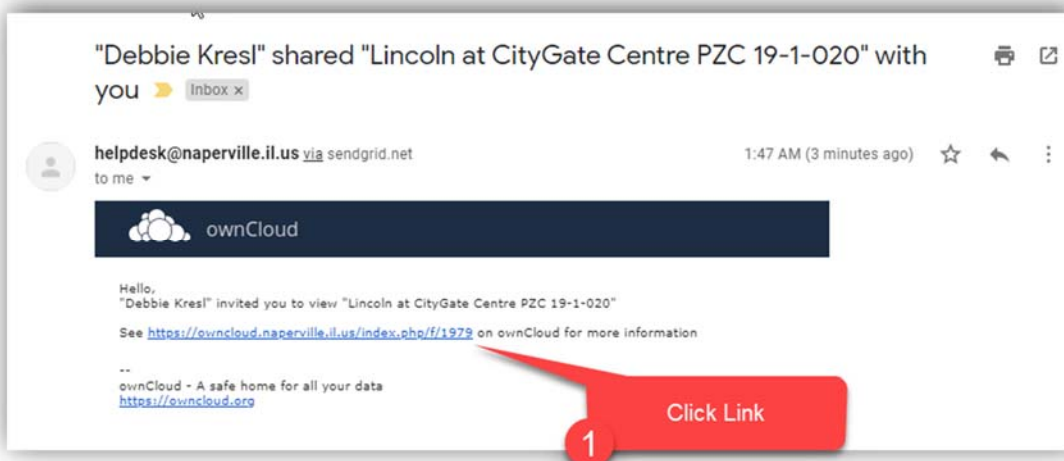 "Debbie Kresl" shared "Lincoln at CityGate Centre PZC 19-1-020" with
you Inbox x
helpdesk@naperville.il.us via sendgrid.net 1:47 AM (3 minutes ago)
to me
ownCloud
Hello,
"Debbie Kresl" invited you to view "Lincoln at CityGate Centre PZC 19-1-020"
See https://owncloud.naperville.il.us/index.php/f/1979 on ownCloud for more information
--
ownCloud - A safe home for all your data
https://owncloud.org
Click Link
1